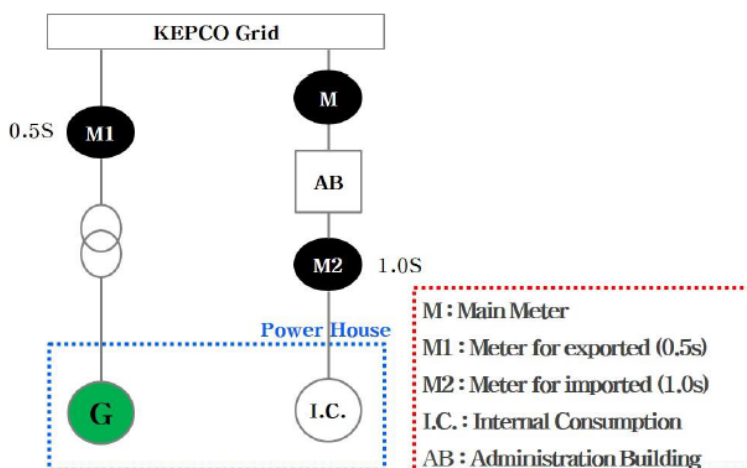 KEPCO Grid
M
0.5S
M1
AB
M2
1.0S
Power House
G
I.C.
M : Main Meter
M1 : Meter for exported (0.5s)
M2 : Meter for imported (1.0s)
I.C. : Internal Consumption
AB : Administration Building